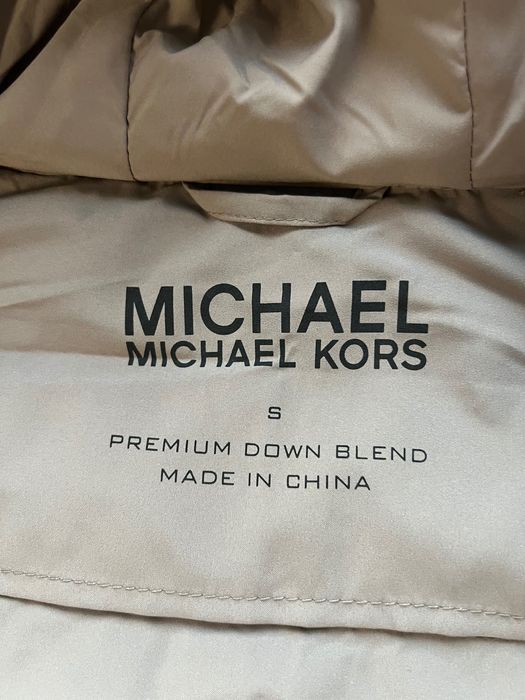 MICHAEL
MICHAEL KORS
S
PREMIUM DOWN BLEND
MADE IN CHINA